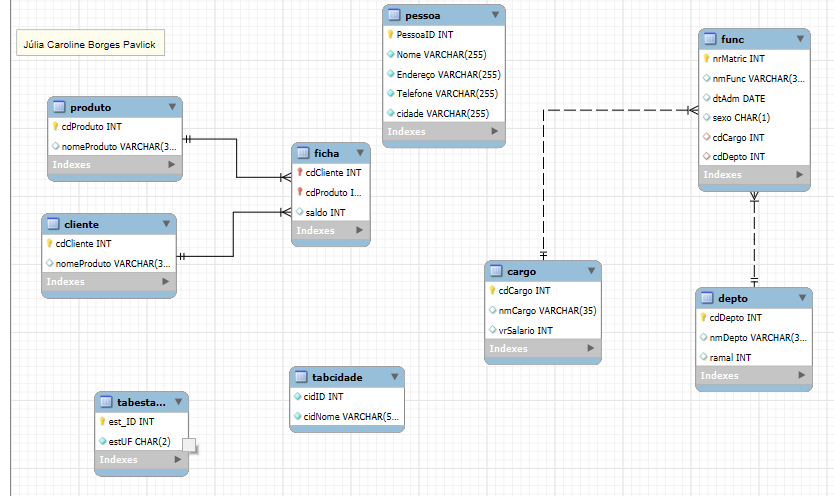 Júlia Caroline Borges Pavlick
pessoa
PessoaID INT
Nome VARCHAR(255)
Endereço VARCHAR(255)
Telefone VARCHAR(255)
cidade VARCHAR(255)
Indexes
func
nrMatric INT
nmFunc VARCHAR(3...
dtAdm DATE
sexo CHAR(1)
cdCargo INT
cdDepto INT
Indexes
produto
cdProduto INT
nomeProduto VARCHAR(3...
Indexes
ficha
cdCliente INT
cdProduto I...
saldo INT
Indexes
cliente
cdCliente INT
nomeProduto VARCHAR(3...
Indexes
cargo
cdCargo INT
nmCargo VARCHAR(35)
vrSalario INT
Indexes
depto
cdDepto INT
nmDepto VARCHAR(3...
ramal INT
Indexes
tabcidade
cidID INT
cidNome VARCHAR(5...
tabesta...
est_ID INT
estUF CHAR(2)
Indexes